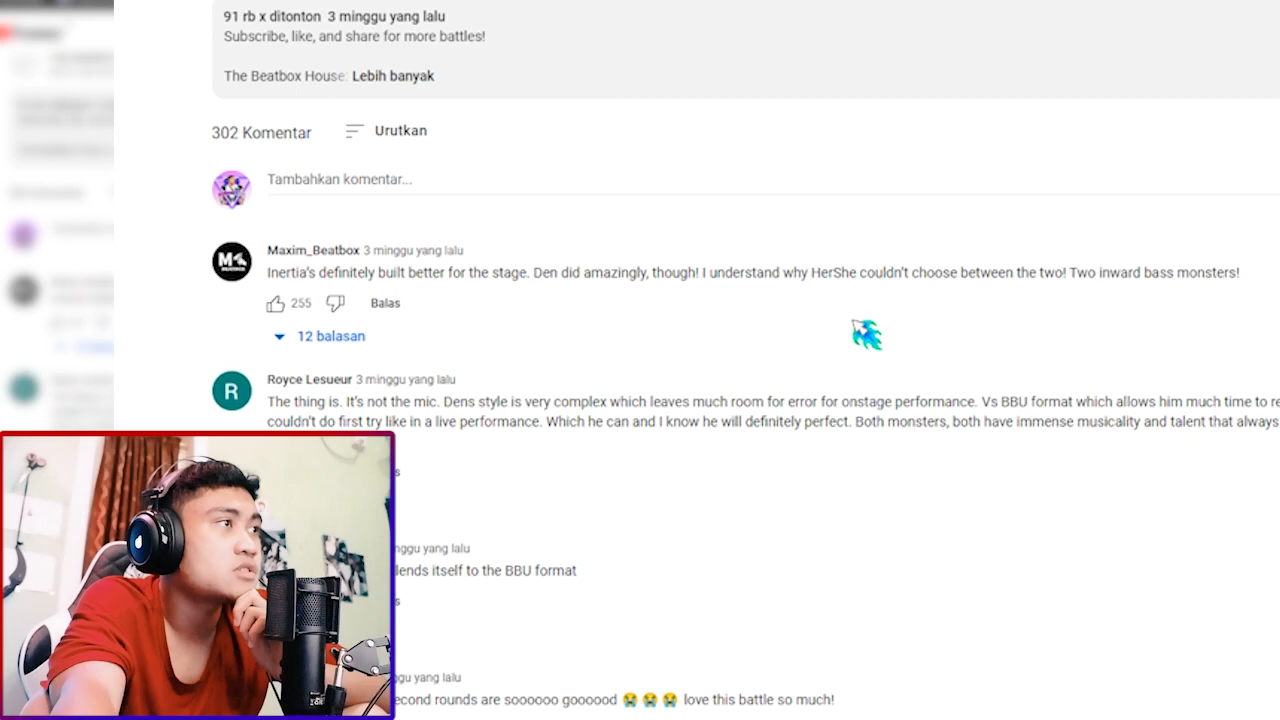 91 rb x ditonton 3 minggu yang lalu
Subscribe, like, and share for more battles!
The Beatbox House: Lebih banyak
302 Komentar
Urutkan
Tambahkan komentar...
Maxim_Beatbox 3 minggu yang lalu
Inertia's definitely built better for the stage. Den did amazingly, though! I understand why HerShe couldn't choose between the two! Two inward bass monsters!
255
Balas
12 balasan
R
Royce Lesueur 3 minggu yang lalu
The thing is. It's not the mic. Dens style is very complex which leaves much room for error for onstage performance. Vs BBU format which allows him much time to re
couldn't do first try like in a live performance. Which he can and I know he will definitely perfect. Both monsters, both have immense musicality and talent that always
yang lalu
lends itself to the BBU format
yang lalu
second rounds are soooooo goooood 😭 😭 😭 love this battle so much!